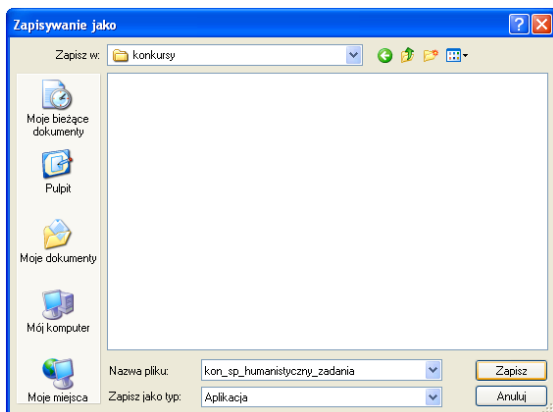 Zapisywanie jako
Zapisz w: konkursy
Moje bieżące
dokumenty
Pulpit
Moje dokumenty
Mój komputer
Moje miejsca
Nazwa pliku: kon_sp_humanistyczny_zadania Zapisz
Zapisz jako typ: Aplikacja Anuluj